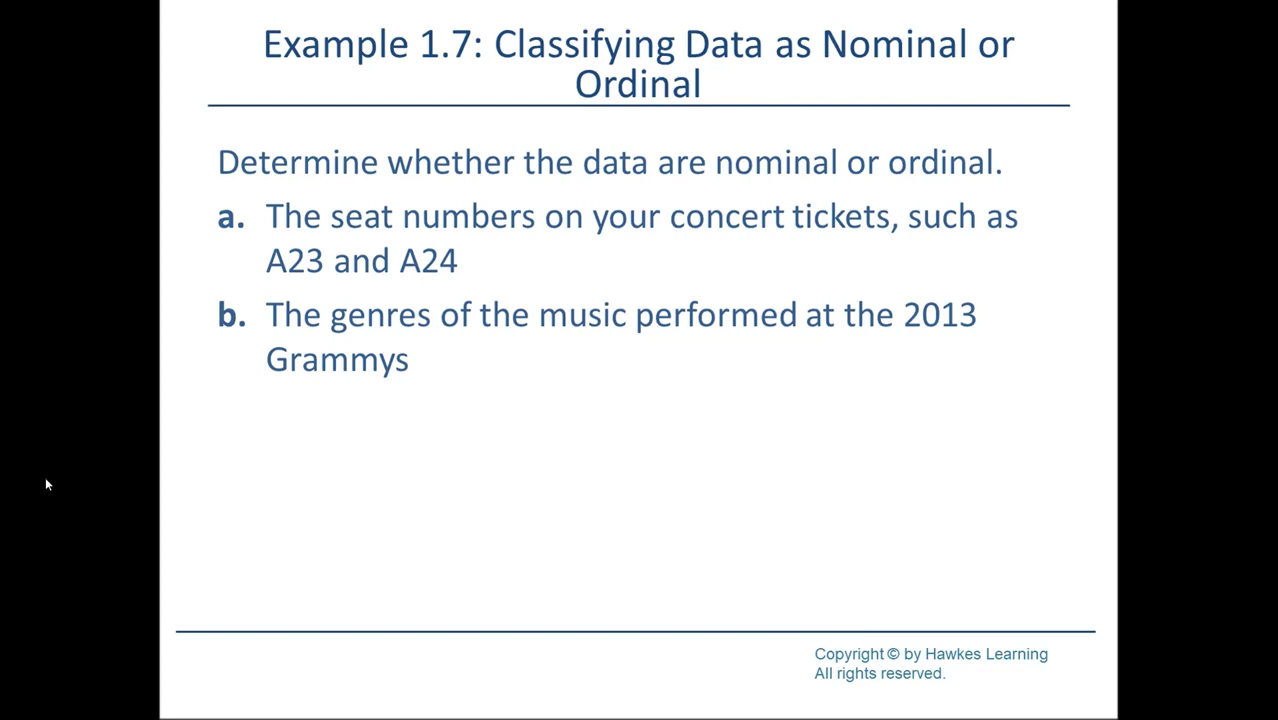 Example 1.7: Classifying Data as Nominal or
Ordinal
Determine whether the data are nominal or ordinal.
a. The seat numbers on your concert tickets, such as
A23 and A24
b. The genres of the music performed at the 2013
Grammys
Copyright © by Hawkes Learning
All rights reserved.